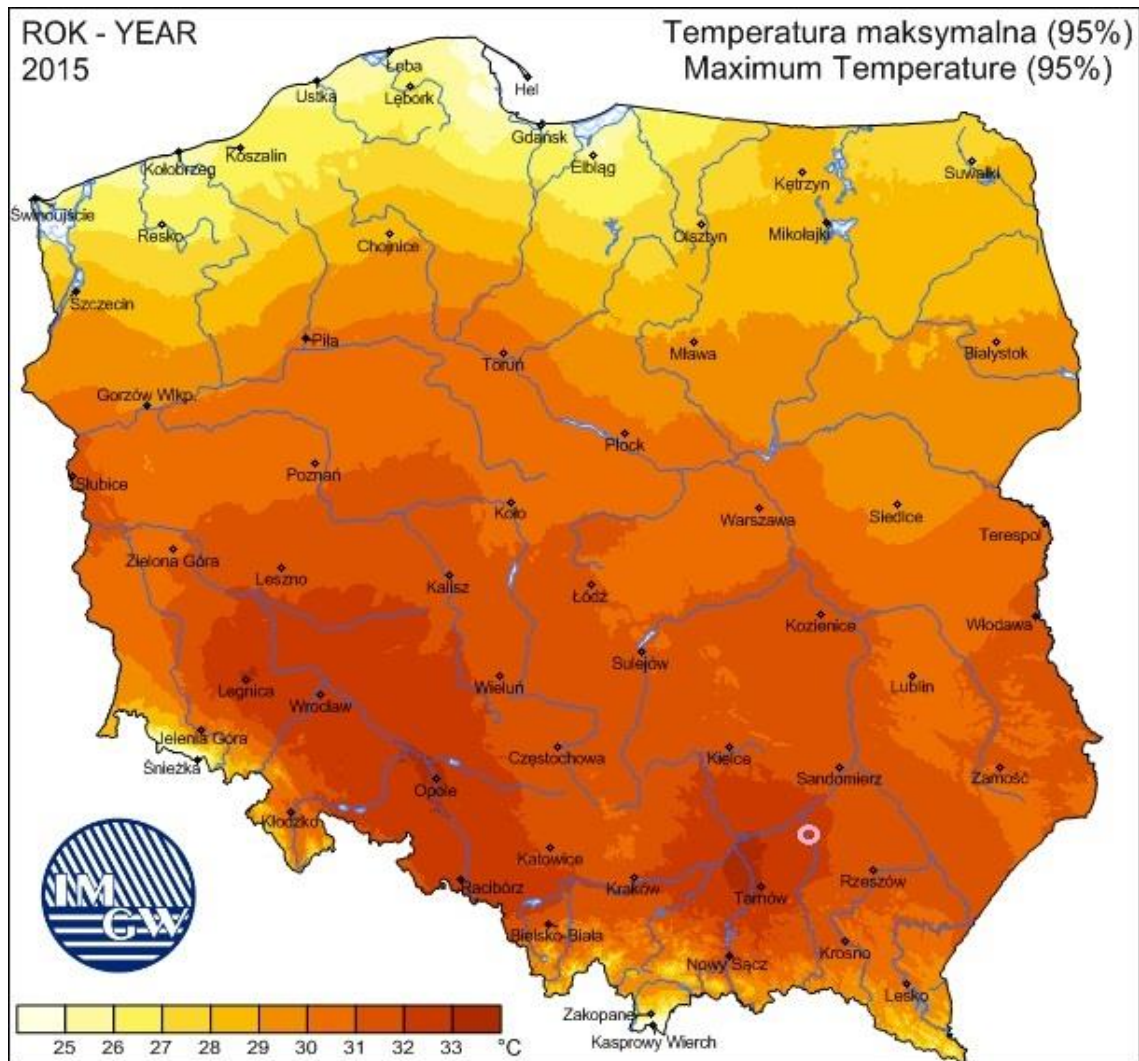 ROK - YEAR
2015
Temperatura maksymalna (95%)
Maximum Temperature (95%)
Łeba
Hel
Ustka
Lębork
Gdańsk
Koszalin
Kołobrzeg
Elbląg
Suwałki
Kętrzyn
Świnoujście
Resko
Chojnice
Olsztyn
Mikołajki
Szczecin
Piła
Toruń
Mława
Białystok
Gorzów Wlkp.
Płock
Poznań
Słubice
Koło
Warszawa
Siedlce
Terespol
Zielona Góra
Leszno
Kalisz
Łódź
Kozienice
Włodawa
Sulejów
Legnica
Wrocław
Wieluń
Lublin
Jelenia Góra
Śnieżka
Częstochowa
Kielce
Sandomierz
Zamość
Opole
Kłodzko
Katowice
Racibórz
Kraków
Tarnów
Rzeszów
Bielsko-Biała
Nowy Sącz
Krosno
Lesko
Zakopane
Kasprowy Wierch
IM
GW
25 26 27 28 29 30 31 32 33 °C